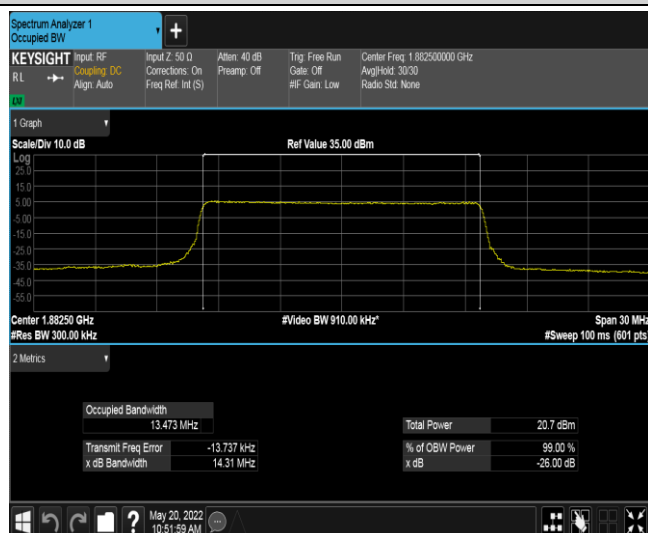 Spectrum Analyzer 1
Occupied BW
+
KEYSIGHT Input: RF Input Z: 50 Ω Atten: 40 dB Trig: Free Run Center Freq: 1.882500000 GHz
RL Coupling: DC Corrections: On Preamp: Off Gate: Off Avg|Hold: 30/30
Align: Auto Freq Ref: Int (S) #IF Gain: Low Radio Std: None
LXI
1 Graph
Scale/Div 10.0 dB Ref Value 35.00 dBm
Log
25.0
15.0
5.00
-5.00
-15.0
-25.0
-35.0
-45.0
-55.0
Center 1.88250 GHz #Video BW 910.00 kHz* Span 30 MHz
#Res BW 300.00 kHz #Sweep 100 ms (601 pts)
2 Metrics
Occupied Bandwidth
13.473 MHz Total Power 20.7 dBm
Transmit Freq Error -13.737 kHz % of OBW Power 99.00 %
x dB Bandwidth 14.31 MHz x dB -26.00 dB
? May 20, 2022
10:51:59 AM